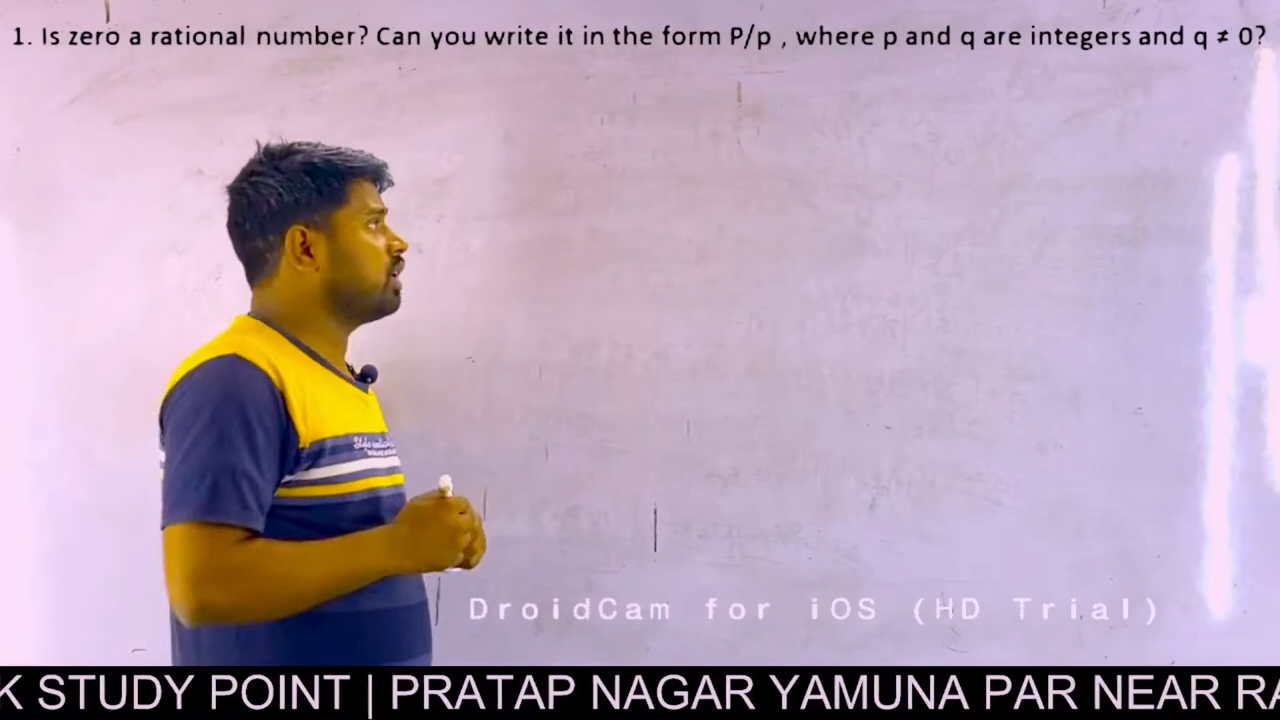 1. Is zero a rational number? Can you write it in the form P/p , where p and q are integers and q ≠ 0?
DroidCam for iOS (HD Trial)
K STUDY POINT | PRATAP NAGAR YAMUNA PAR NEAR RA